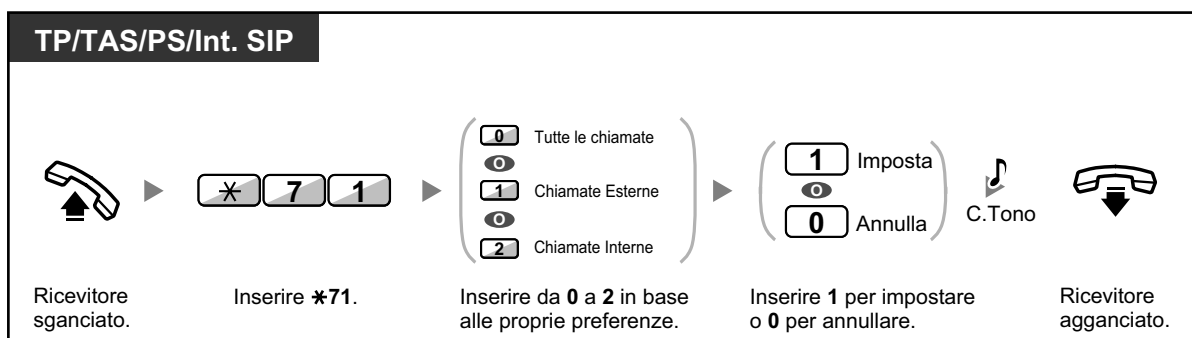 TP/TAS/PS/Int. SIP
0 Tutte le chiamate
O
1 Chiamate Esterne
O
2 Chiamate Interne
1 Imposta
O
0 Annulla
C.Tono
* 7 1
Ricevitore
sganciato.
Inserire *71.
Inserire da 0 a 2 in base
alle proprie preferenze.
Inserire 1 per impostare
o 0 per annullare.
Ricevitore
agganciato.